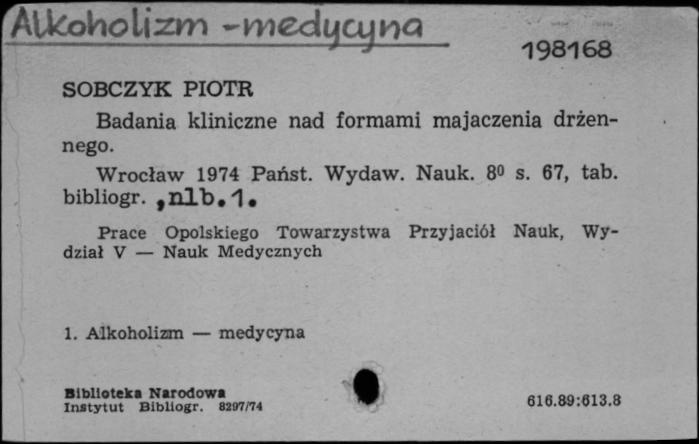 Alkoholizm - medycyna
198168
SOBCZYK PIOTR
Badania kliniczne nad formami majaczenia drżen-
nego.
Wrocław 1974 Państ. Wydaw. Nauk. 8⁰ s. 67, tab.
bibliogr. , nlb. 1.
Prace Opolskiego Towarzystwa Przyjaciół Nauk, Wy-
dział V — Nauk Medycznych
1. Alkoholizm — medycyna
Biblioteka Narodowa
Instytut Bibliogr. 8297/74
616.89:613.8